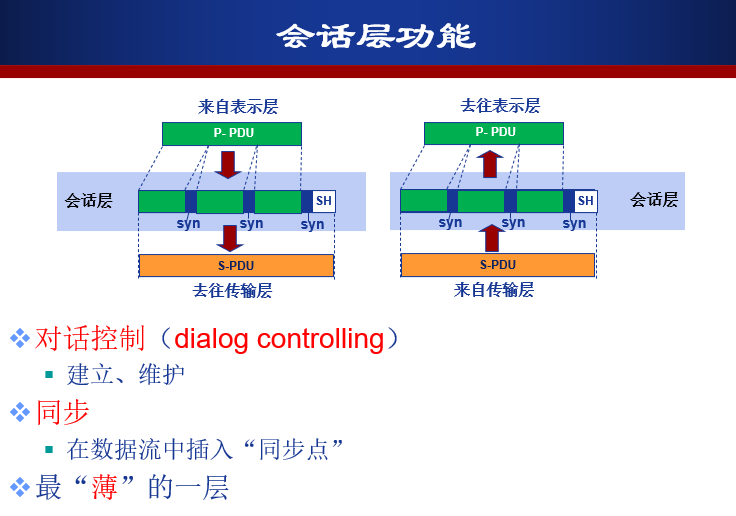 会话层功能
来自表示层
P- PDU
会话层
SH
syn
syn
syn
S-PDU
去往传输层
去往表示层
P- PDU
会话层
SH
syn
syn
syn
S-PDU
来自传输层
对话控制（dialog controlling）
建立、维护
同步
在数据流中插入“同步点”
最“薄”的一层